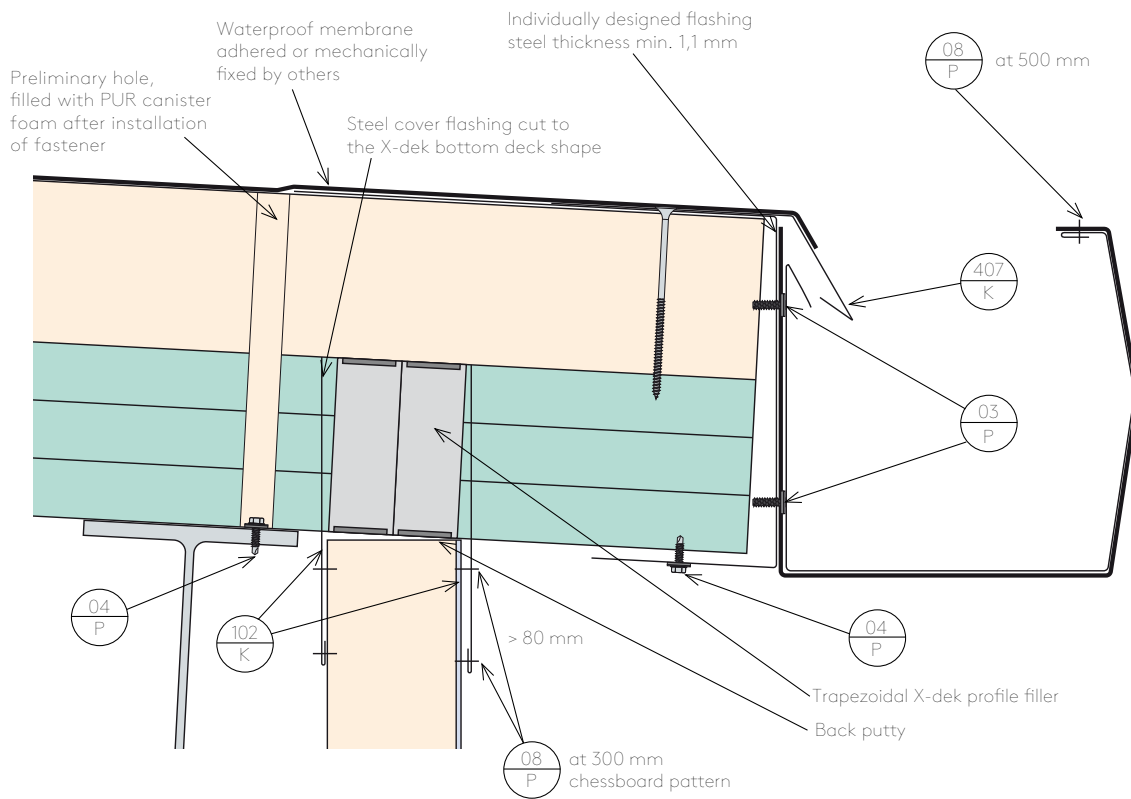 Individually designed flashing
steel thickness min. 1,1 mm
Waterproof membrane
adhered or mechanically
fixed by others
08
P
at 500 mm
Preliminary hole,
filled with PUR canister
foam after installation
of fastener
Steel cover flashing cut to
the X-dek bottom deck shape
407
K
03
P
04
P
102
K
> 80 mm
04
P
Trapezoidal X-dek profile filler
Back putty
08
P
at 300 mm
chessboard pattern